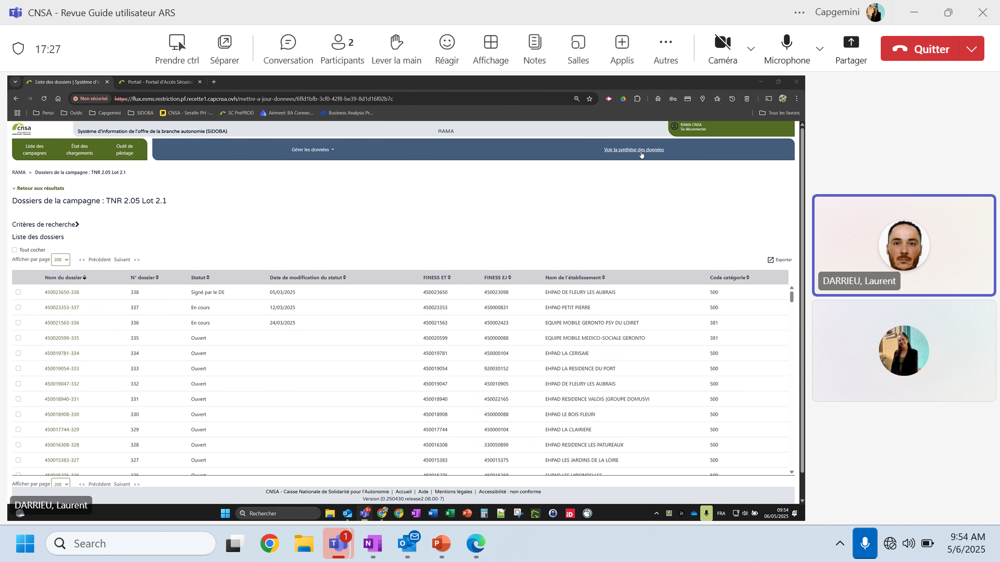 CNSA - Revue Guide utilisateur ARS
Capgemini
17:27
Prendre ctrl
Séparer
Conversation
2
Participants
Lever la main
Réagir
Affichage
Notes
Salles
Applis
Autres
Caméra
Microphone
Partager
Quitter
Liste des dossiers | Système d'in
Portail - Portail d'Accès Sécurisé
Non sécurisé
https://flux.esms.restriction.pf.recette1.capcnsa.ovh/mettre-a-jour-donnees/6ffd1bfb-3cf0-42f8-be39-8d1d16f02b7c
Perso
Outils
Capgemini
SIDOBA
CNSA - Serafin PH -...
SC PrePROD
Airmeet: BA Connec...
Business Analysis Pr...
Tous les favoris
cnsa
Système d'information de l'offre de la branche autonomie (SIDOBA)
RAMA
RAMA CNSA
Se déconnecter
Liste des campagnes
État des chargements
Outil de pilotage
Gérer les données
Voir la synthèse des données
RAMA > Dossiers de la campagne : TNR 2.05 Lot 2.1
< Retour aux résultats
Dossiers de la campagne : TNR 2.05 Lot 2.1
Critères de recherche
Liste des dossiers
Tout cocher
Afficher par page 200 << Précédent Suivant >>
Exporter
Nom du dossier N° dossier Statut Date de modification du statut FINESS ET FINESS EJ Nom de l'établissement Code catégorie
450023650-338 338 Signé par le DE 05/03/2025 450023650 450023098 EHPAD DE FLEURY LES AUBRAIS 500
450023353-337 337 En cours 12/03/2025 450023353 450000831 EHPAD PETIT PIERRE 500
450021563-336 336 En cours 24/03/2025 450021563 450002423 EQUIPE MOBILE GERONTO PSY DU LOIRET 381
450020599-335 335 Ouvert 450020599 450000088 EQUIPE MOBILE MEDICO-SOCIALE GERONTO 381
450019781-334 334 Ouvert 450019781 450000104 EHPAD LA CERISAIE 500
450019054-333 333 Ouvert 450019054 920030152 EHPAD LA RESIDENCE DU PORT 500
450019047-332 332 Ouvert 450019047 450010905 EHPAD DE FLEURY LES AUBRAIS 500
450018940-331 331 Ouvert 450018940 450022165 EHPAD RESIDENCE VALOIS (GROUPE DOMUSVI 500
450018908-330 330 Ouvert 450018908 450000088 EHPAD LE BOIS FLEURI 500
450017744-329 329 Ouvert 450017744 450000104 EHPAD LA CLAIRIERE 500
450016308-328 328 Ouvert 450016308 330050899 EHPAD RESIDENCE LES PATUREAUX 500
450015383-327 327 Ouvert 450015383 450015375 EHPAD LES JARDINS DE LA LOIRE 500
450015276-326 326 Ouvert 450015276 450015268 EHPAD LES HIRONDELLES 500
Afficher par page 200 << Précédent Suivant >>
CNSA - Caisse Nationale de Solidarité pour l'Autonomie | Accueil | Aide | Mentions légales | Accessibilité : non conforme
Version [0.250430.release2.08.00-7]
DARRIEU, Laurent
Rechercher
9+
FRA
09:54
06/05/2025
DARRIEU, Laurent
Search
1
9:54 AM
5/6/2025